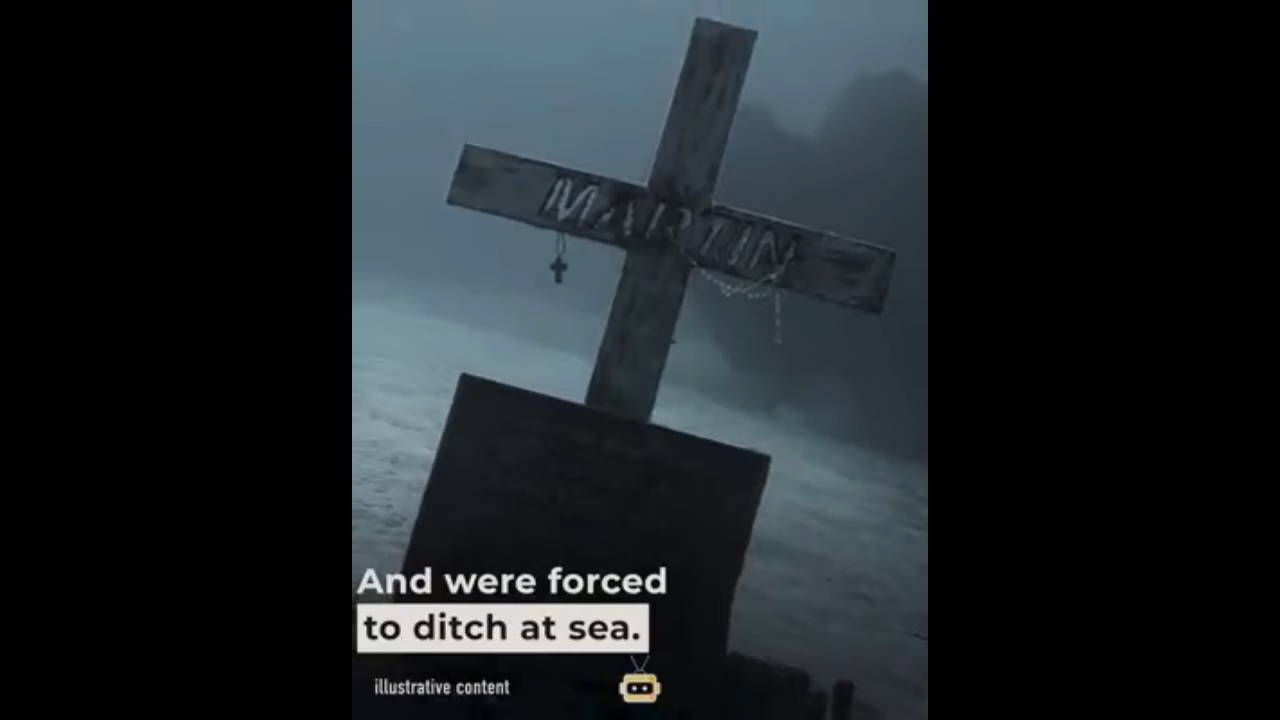 MARTIN
And were forced
to ditch at sea.
illustrative content